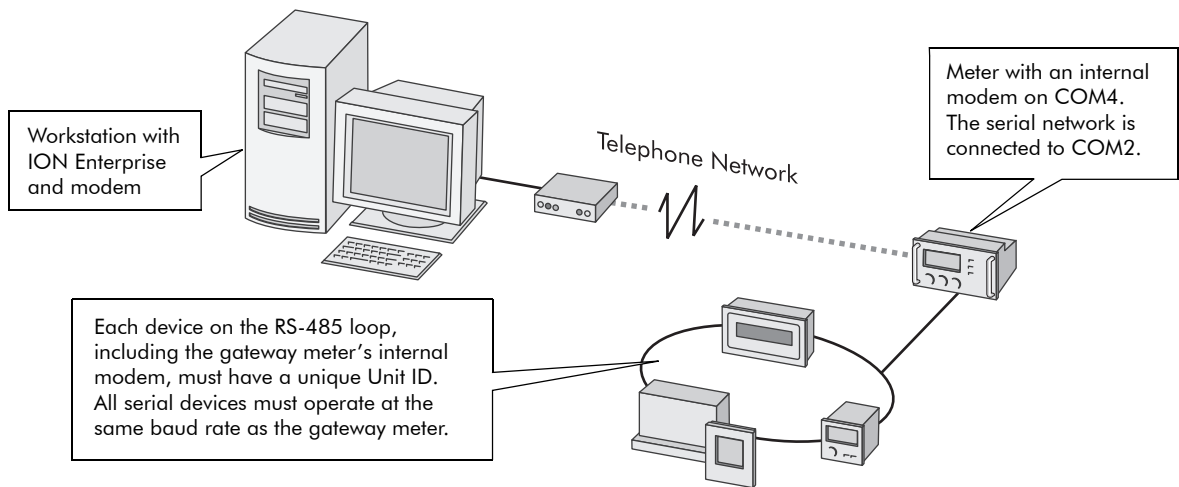 Workstation with
ION Enterprise
and modem
Telephone Network
Meter with an internal
modem on COM4.
The serial network is
connected to COM2.
Each device on the RS-485 loop,
including the gateway meter's internal
modem, must have a unique Unit ID.
All serial devices must operate at the
same baud rate as the gateway meter.